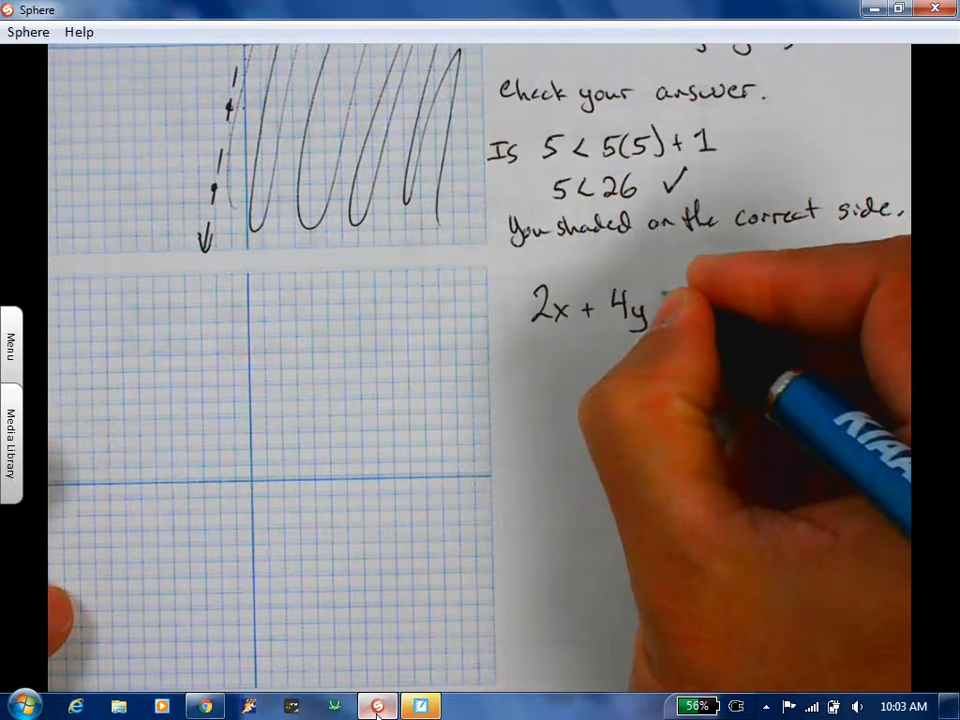 Sphere
Sphere Help
Check your answer.
Is 5 < 5(5) + 1
5 < 26 ✓
You shaded on the correct side.
2x + 4y
Menu
Media Library
56%
10:03 AM